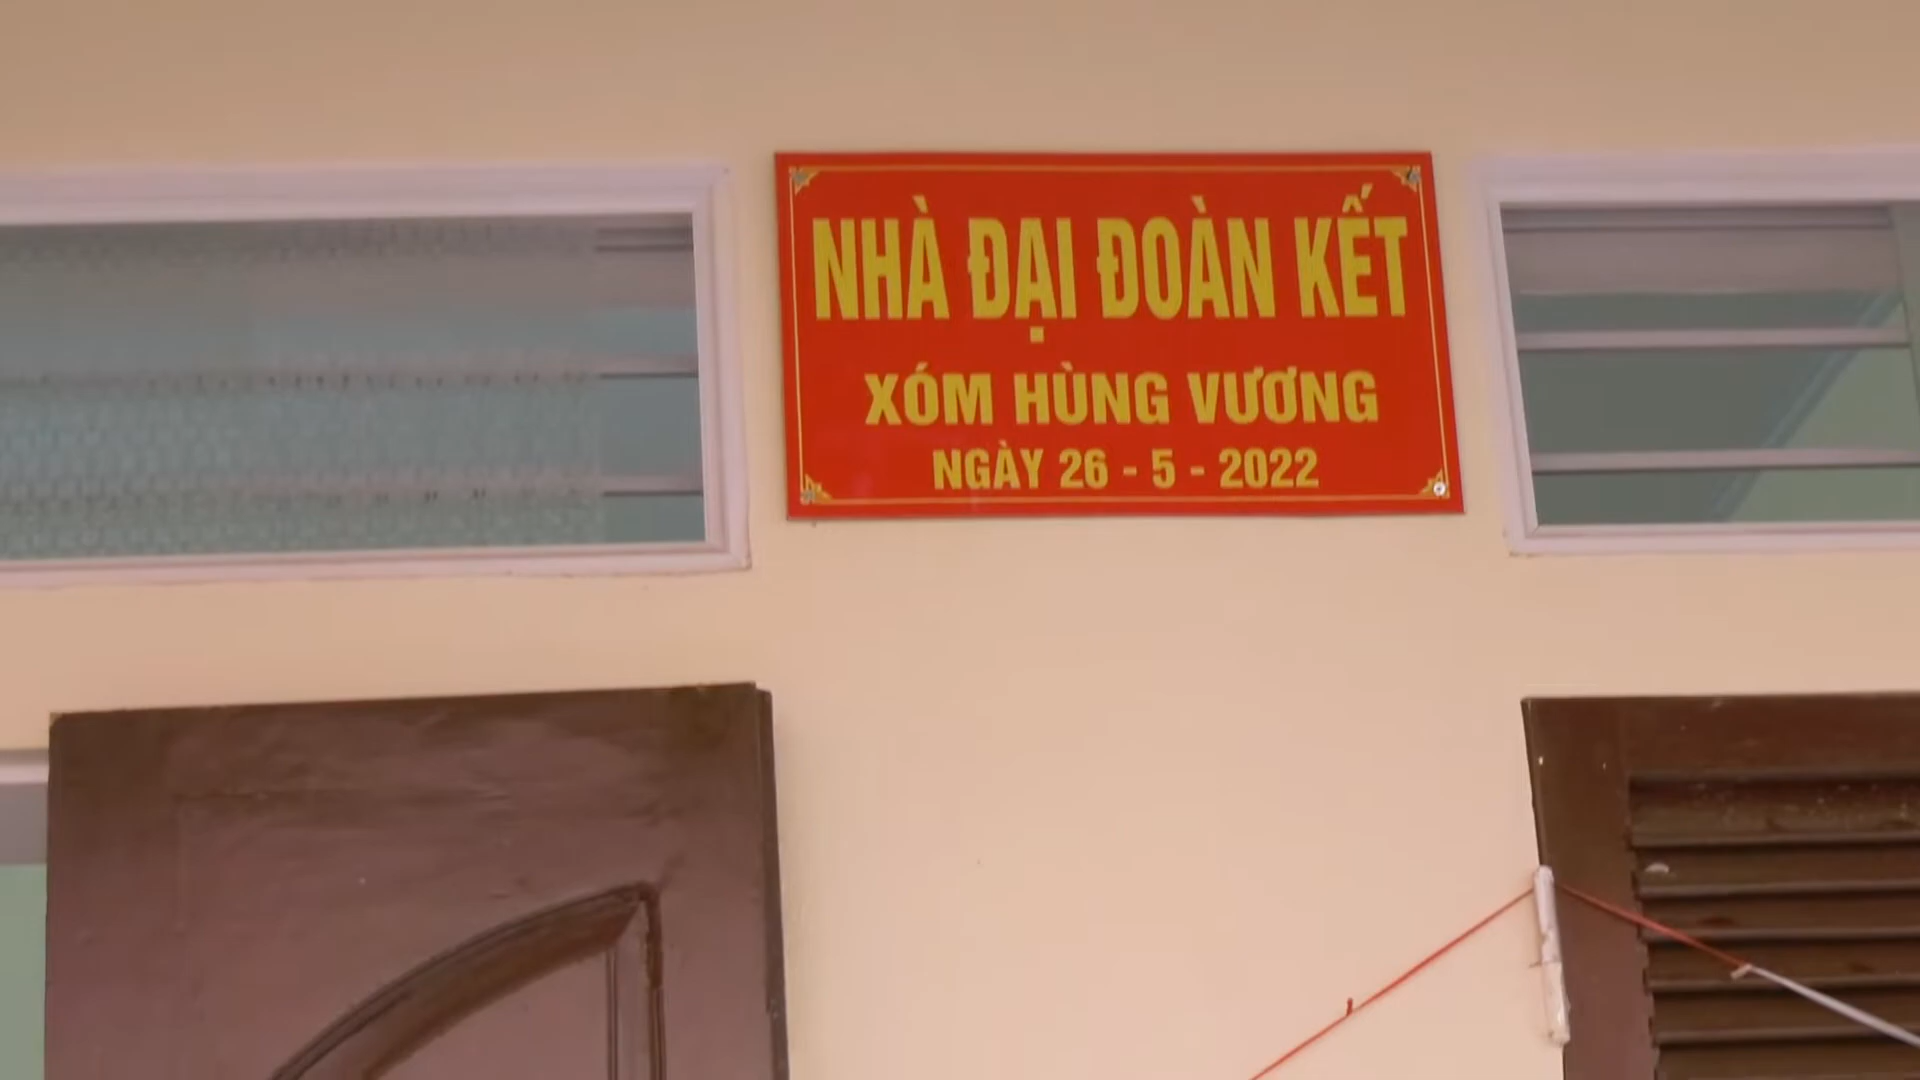 NHÀ ĐẠI ĐOÀN KẾT
XÓM HÙNG VƯƠNG
NGÀY 26 - 5 - 2022